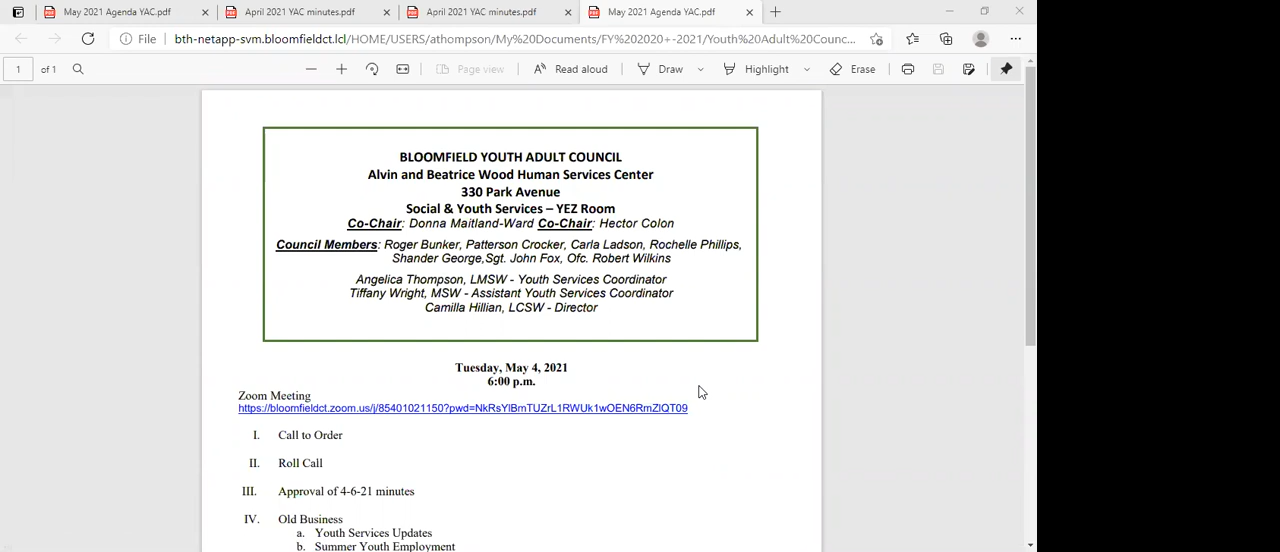 May 2021 Agenda YAC.pdf
April 2021 YAC minutes.pdf
April 2021 YAC minutes.pdf
May 2021 Agenda YAC.pdf
File
bth-netapp-svm.bloomfieldct.lcl/HOME/USERS/athompson/My%20Documents/FY%202020+-2021/Youth%20Adult%20Counc...
1 of 1
Page view
Read aloud
Draw
Highlight
Erase
BLOOMFIELD YOUTH ADULT COUNCIL
Alvin and Beatrice Wood Human Services Center
330 Park Avenue
Social & Youth Services – YEZ Room
Co-Chair: Donna Maitland-Ward Co-Chair: Hector Colon
Council Members: Roger Bunker, Patterson Crocker, Carla Ladson, Rochelle Phillips,
Shander George,Sgt. John Fox, Ofc. Robert Wilkins
Angelica Thompson, LMSW - Youth Services Coordinator
Tiffany Wright, MSW - Assistant Youth Services Coordinator
Camilla Hillian, LCSW - Director
Tuesday, May 4, 2021
6:00 p.m.
Zoom Meeting
https://bloomfieldct.zoom.us/j/85401021150?pwd=NkRsYlBmTUZrL1RWUk1wOEN6RmZlQT09
I. Call to Order
II. Roll Call
III. Approval of 4-6-21 minutes
IV. Old Business
a. Youth Services Updates
b. Summer Youth Employment